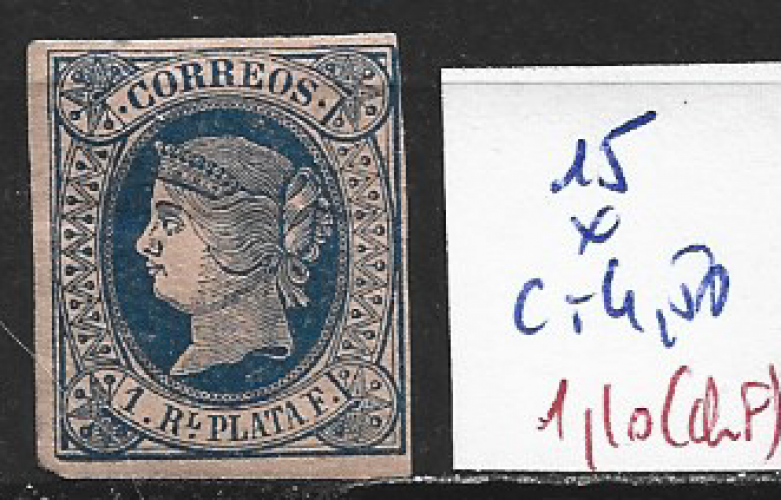 CORREOS
1. RL PLATA F.
15
x
C : 4,50
1,10 (ch P)